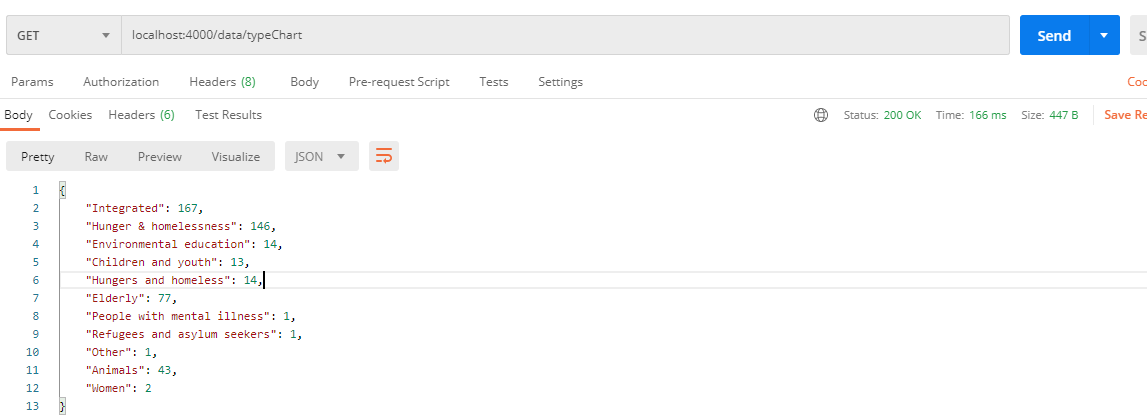 GET localhost:4000/data/typeChart Send S
Params Authorization Headers (8) Body Pre-request Script Tests Settings Coo
Body Cookies Headers (6) Test Results Status: 200 OK Time: 166 ms Size: 447 B Save Re
Pretty Raw Preview Visualize JSON
1 {
2 "Integrated": 167,
3 "Hunger & homelessness": 146,
4 "Environmental education": 14,
5 "Children and youth": 13,
6 "Hungers and homeless": 14,
7 "Elderly": 77,
8 "People with mental illness": 1,
9 "Refugees and asylum seekers": 1,
10 "Other": 1,
11 "Animals": 43,
12 "Women": 2
13 }